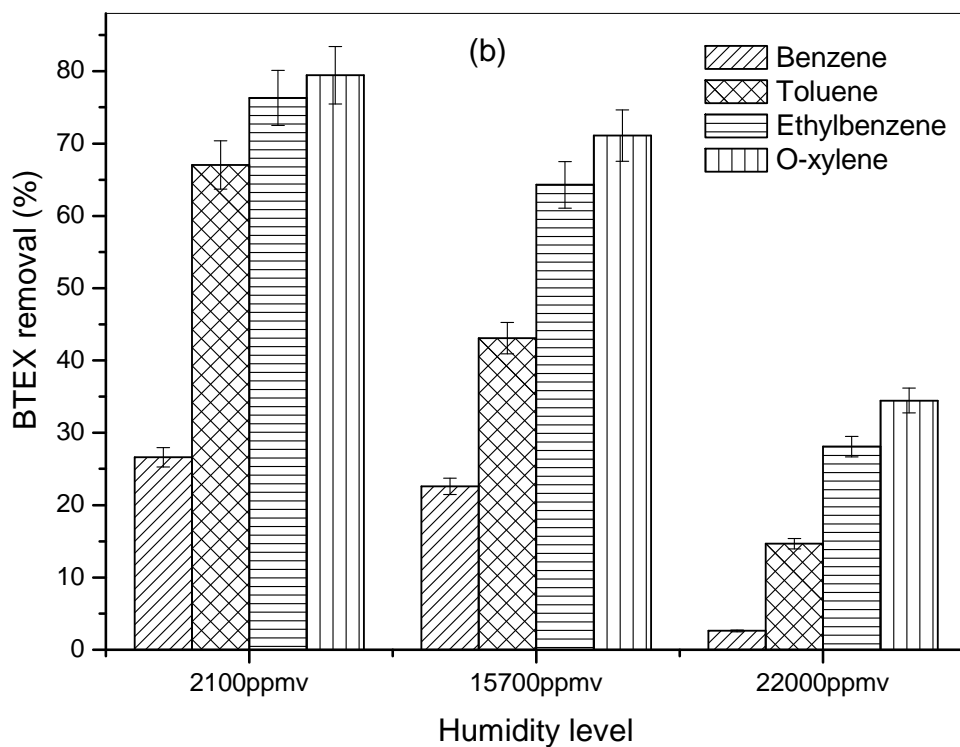 (b)
Benzene
Toluene
Ethylbenzene
O-xylene
BTEX removal (%)
80
70
60
50
40
30
20
10
0
2100ppmv 15700ppmv 22000ppmv
Humidity level